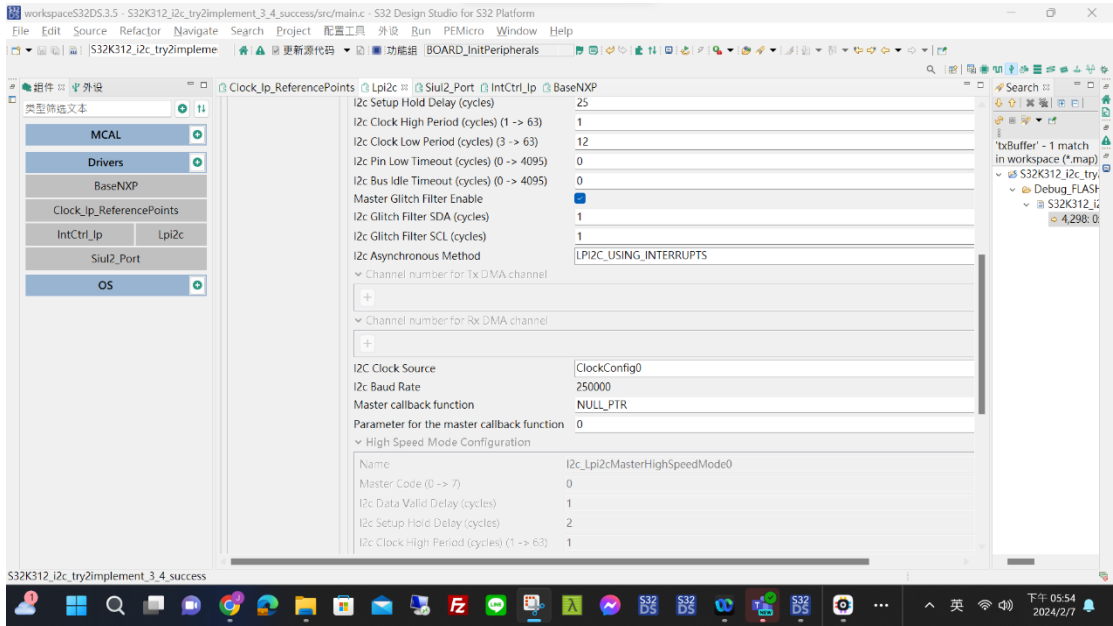 workspaceS32DS.3.5 - S32K312_i2c_try2implement_3_4_success/src/main.c - S32 Design Studio for S32 Platform
File Edit Source Refactor Navigate Search Project 配置工具 外设 Run PEMicro Window Help
S32K312_i2c_try2impleme 更新源代码 功能组 BOARD_InitPeripherals
组件 外设
类型筛选文本
MCAL
Drivers
BaseNXP
Clock_Ip_ReferencePoints
IntCtrl_Ip Lpi2c
Siul2_Port
OS
Clock_Ip_ReferencePoints Lpi2c Siul2_Port IntCtrl_Ip BaseNXP
I2c Setup Hold Delay (cycles) 25
I2c Clock High Period (cycles) (1 -> 63) 1
I2c Clock Low Period (cycles) (3 -> 63) 12
I2c Pin Low Timeout (cycles) (0 -> 4095) 0
I2c Bus Idle Timeout (cycles) (0 -> 4095) 0
Master Glitch Filter Enable
I2c Glitch Filter SDA (cycles) 1
I2c Glitch Filter SCL (cycles) 1
I2c Asynchronous Method LPI2C_USING_INTERRUPTS
Channel number for Tx DMA channel
Channel number for Rx DMA channel
I2C Clock Source ClockConfig0
I2c Baud Rate 250000
Master callback function NULL_PTR
Parameter for the master callback function 0
High Speed Mode Configuration
Name I2c_Lpi2cMasterHighSpeedMode0
Master Code (0 -> 7) 0
I2c Data Valid Delay (cycles) 1
I2c Setup Hold Delay (cycles) 2
I2c Clock High Period (cycles) (1 -> 63) 1
Search
'txBuffer' - 1 match
in workspace (*.map)
S32K312_i2c_try
Debug_FLASH
S32K312_i2
4,298: 0
S32K312_i2c_try2implement_3_4_success
英
下午 05:54
2024/2/7